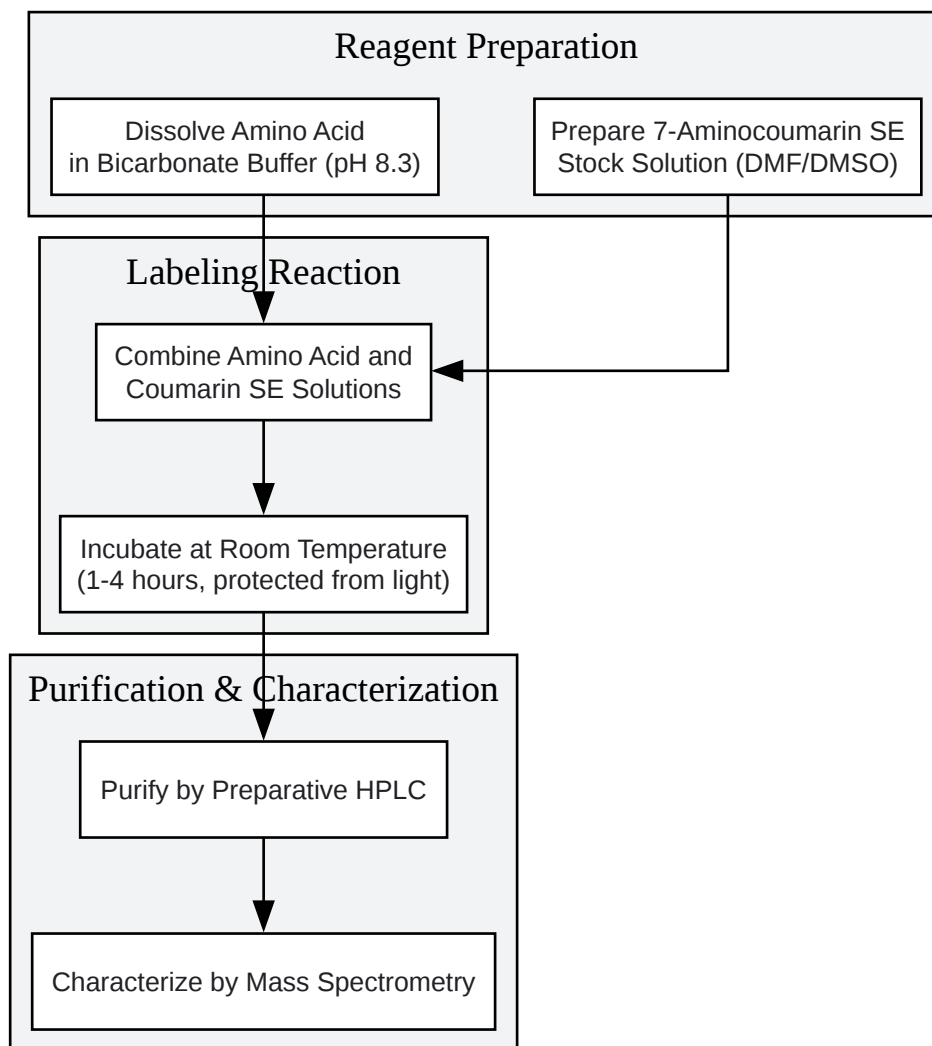 Reagent Preparation
Dissolve Amino Acid
in Bicarbonate Buffer (pH 8.3)
Prepare 7-Aminocoumarin SE
Stock Solution (DMF/DMSO)
Labeling Reaction
Combine Amino Acid and
Coumarin SE Solutions
Incubate at Room Temperature
(1-4 hours, protected from light)
Purification & Characterization
Purify by Preparative HPLC
Characterize by Mass Spectrometry